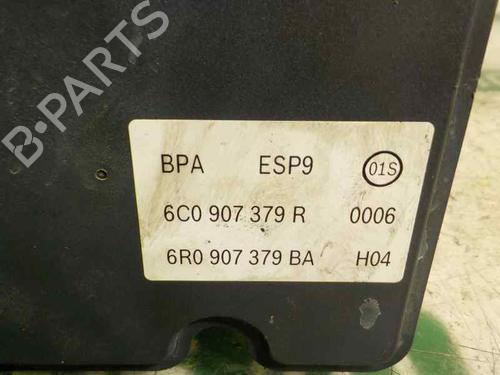 B-PARTS
BPA ESP9 01S
6C0 907 379 R 0006
6R0 907 379 BA H04